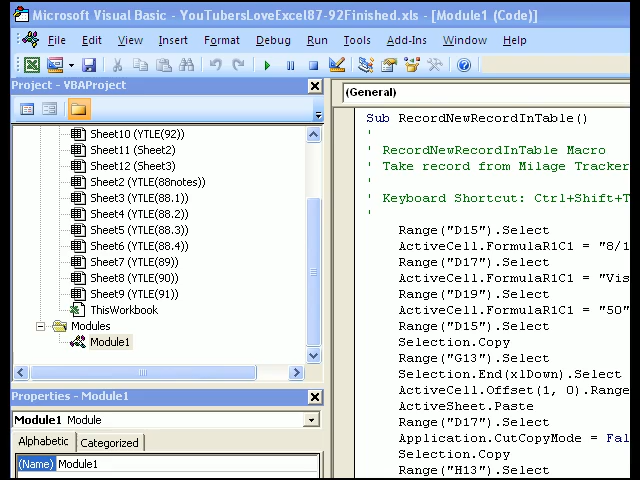 Microsoft Visual Basic - YouTubersLoveExcel87-92Finished.xls - [Module1 (Code)]
File Edit View Insert Format Debug Run Tools Add-Ins Window Help
Project - VBAProject
Sheet10 (YTLE(92))
Sheet11 (Sheet2)
Sheet12 (Sheet3)
Sheet2 (YTLE(88notes))
Sheet3 (YTLE(88.1))
Sheet4 (YTLE(88.2))
Sheet5 (YTLE(88.3))
Sheet6 (YTLE(88.4))
Sheet7 (YTLE(89))
Sheet8 (YTLE(90))
Sheet9 (YTLE(91))
ThisWorkbook
Modules
Module1
Properties - Module1
Module1 Module
Alphabetic Categorized
(Name) Module1
(General)
Sub RecordNewRecordInTable()
'
' RecordNewRecordInTable Macro
' Take record from Milage Tracker
'
' Keyboard Shortcut: Ctrl+Shift+T
'
Range("D15").Select
ActiveCell.FormulaR1C1 = "8/1
Range("D17").Select
ActiveCell.FormulaR1C1 = "Vis
Range("D19").Select
ActiveCell.FormulaR1C1 = "50"
Range("D15").Select
Selection.Copy
Range("G13").Select
Selection.End(xlDown).Select
ActiveCell.Offset(1, 0).Range
ActiveSheet.Paste
Range("D17").Select
Application.CutCopyMode = Fal
Selection.Copy
Range("H13").Select